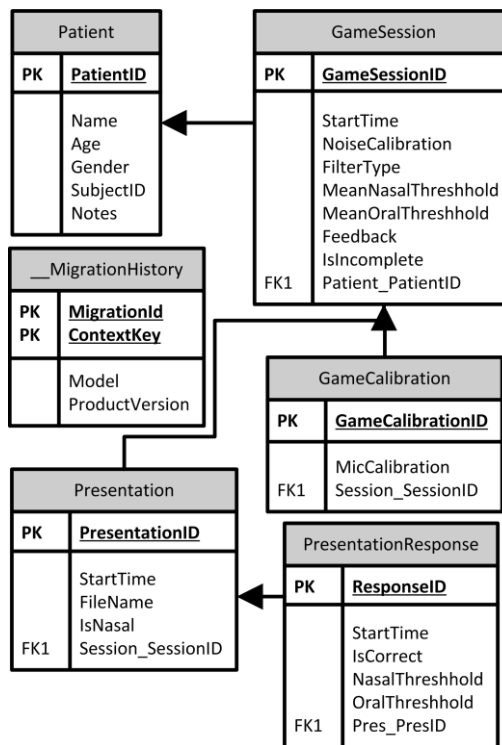 Patient
PK PatientID
Name
Age
Gender
SubjectID
Notes
GameSession
PK GameSessionID
StartTime
NoiseCalibration
FilterType
MeanNasalThreshhold
MeanOralThreshhold
Feedback
IsIncomplete
FK1 Patient_PatientID
__MigrationHistory
PK MigrationId
PK ContextKey
Model
ProductVersion
GameCalibration
PK GameCalibrationID
MicCalibration
FK1 Session_SessionID
Presentation
PK PresentationID
StartTime
FileName
IsNasal
FK1 Session_SessionID
PresentationResponse
PK ResponseID
StartTime
IsCorrect
NasalThreshhold
OralThreshhold
FK1 Pres_PresID